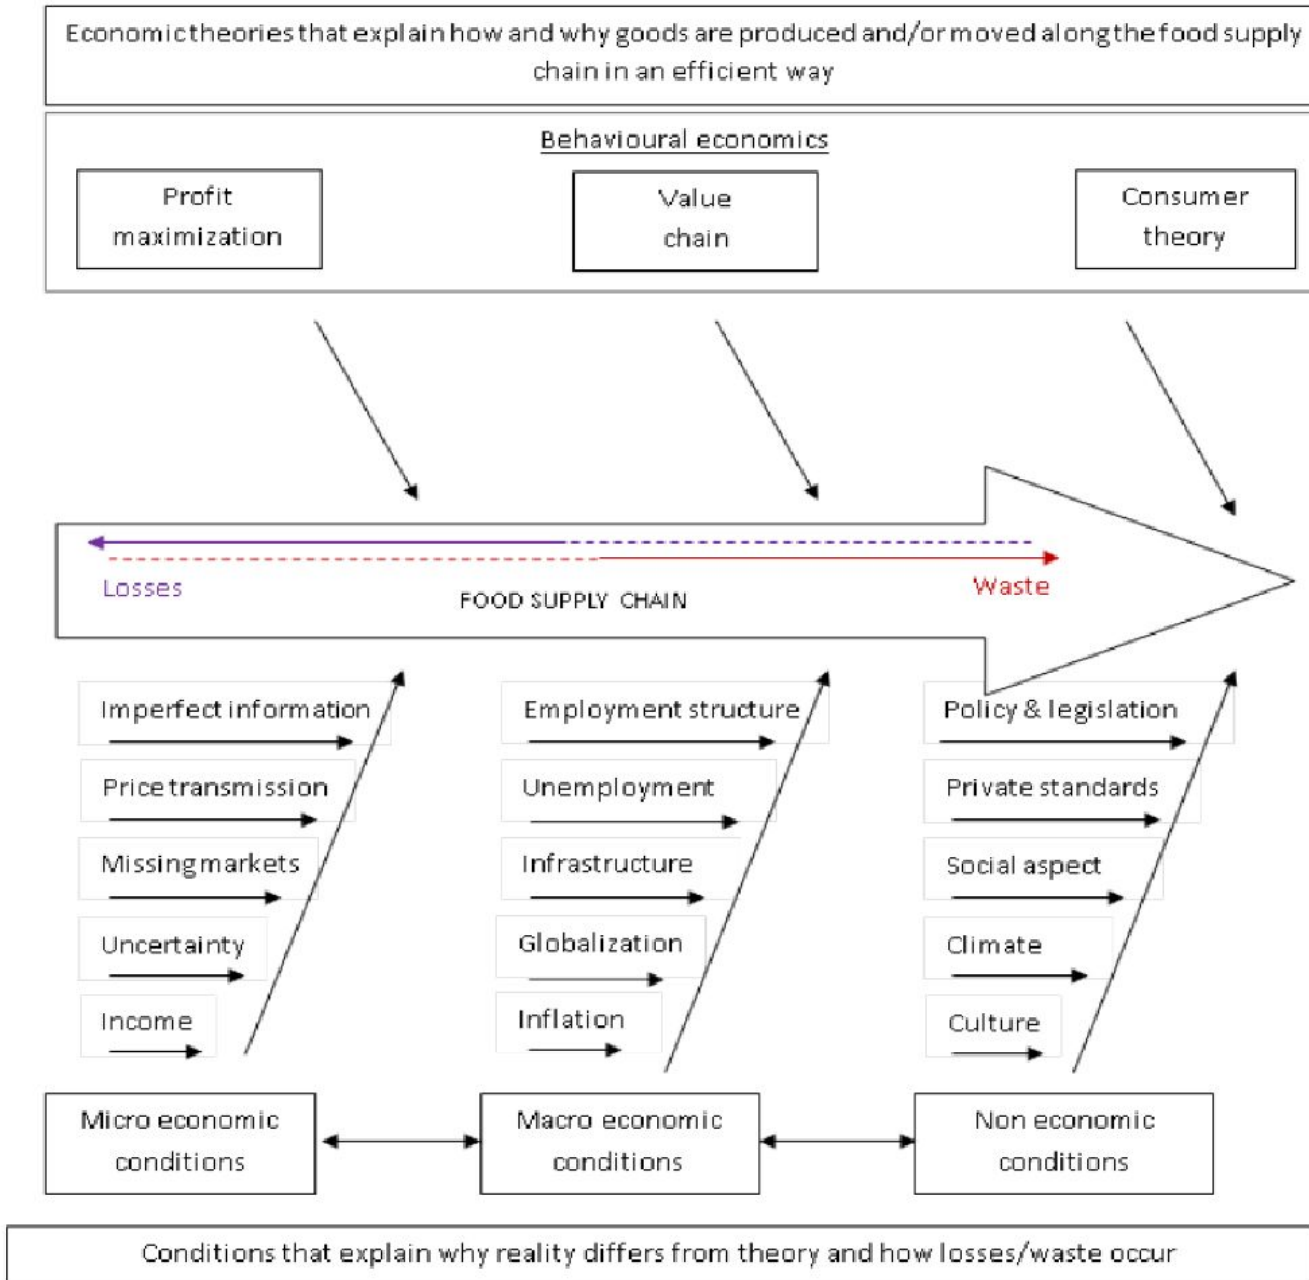 Economic theories that explain how and why goods are produced and/or moved along the food supply
chain in an efficient way
Behavioural economics
Profit
maximization
Value
chain
Consumer
theory
Losses
FOOD SUPPLY CHAIN
Waste
Imperfect information
Price transmission
Missing markets
Uncertainty
Income
Employment structure
Unemployment
Infrastructure
Globalization
Inflation
Policy & legislation
Private standards
Social aspect
Climate
Culture
Micro economic
conditions
Macro economic
conditions
Non economic
conditions
Conditions that explain why reality differs from theory and how losses/waste occur